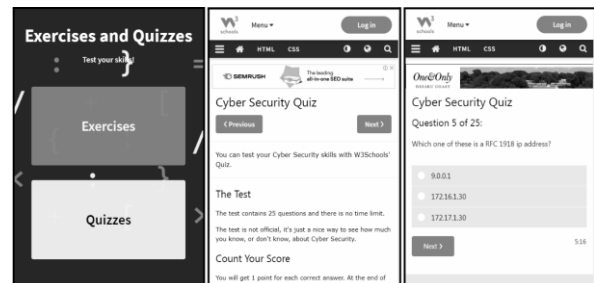 Exercises and Quizzes
Test your skills!
Exercises
Quizzes
W3
schools
Menu
Log in
HTML
CSS
SEMRUSH
The leading
all-in-one SEO suite
Cyber Security Quiz
< Previous
Next >
You can test your Cyber Security skills with W3Schools'
Quiz.
The Test
The test contains 25 questions and there is no time limit.
The test is not official, it's just a nice way to see how much
you know, or don't know, about Cyber Security.
Count Your Score
You will get 1 point for each correct answer. At the end of
W3
schools
Menu
Log in
HTML
CSS
One&Only
Cyber Security Quiz
Question 5 of 25:
Which one of these is a RFC 1918 ip address?
9.0.0.1
172.16.1.30
172.17.1.30
Next >
5:16